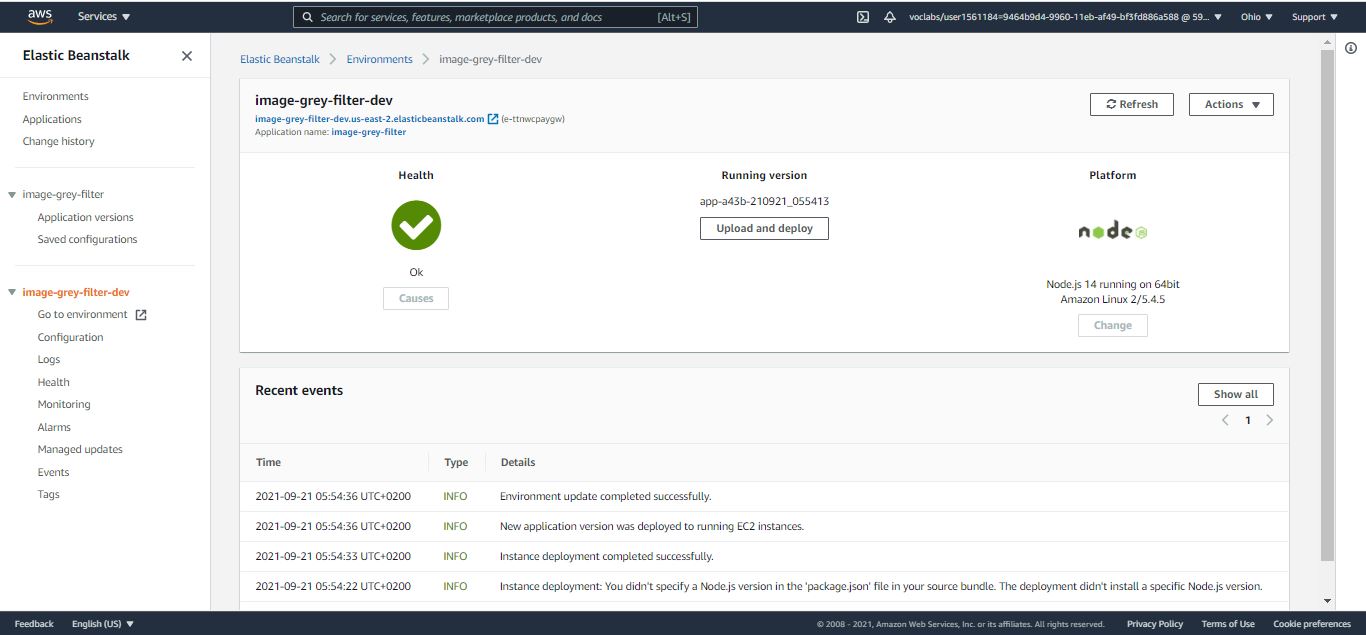 aws
Services
Search for services, features, marketplace products, and docs [Alt+S]
voclabs/user1561184=9464b9d4-9960-11eb-af49-bf3fd886a588 @ 59...
Ohio
Support
Elastic Beanstalk
Environments
Applications
Change history
image-grey-filter
Application versions
Saved configurations
image-grey-filter-dev
Go to environment
Configuration
Logs
Health
Monitoring
Alarms
Managed updates
Events
Tags
Elastic Beanstalk > Environments > image-grey-filter-dev
image-grey-filter-dev
image-grey-filter-dev.us-east-2.elasticbeanstalk.com (e-ttnwcpaygw)
Application name: image-grey-filter
Refresh
Actions
Health
Ok
Causes
Running version
app-a43b-210921_055413
Upload and deploy
Platform
node JS
Node.js 14 running on 64bit
Amazon Linux 2/5.4.5
Change
Recent events
Show all
< 1 >
Time Type Details
2021-09-21 05:54:36 UTC+0200 INFO Environment update completed successfully.
2021-09-21 05:54:36 UTC+0200 INFO New application version was deployed to running EC2 instances.
2021-09-21 05:54:33 UTC+0200 INFO Instance deployment completed successfully.
2021-09-21 05:54:22 UTC+0200 INFO Instance deployment: You didn't specify a Node.js version in the 'package.json' file in your source bundle. The deployment didn't install a specific Node.js version.
Feedback
English (US)
© 2008 - 2021, Amazon Web Services, Inc. or its affiliates. All rights reserved.
Privacy Policy
Terms of Use
Cookie preferences